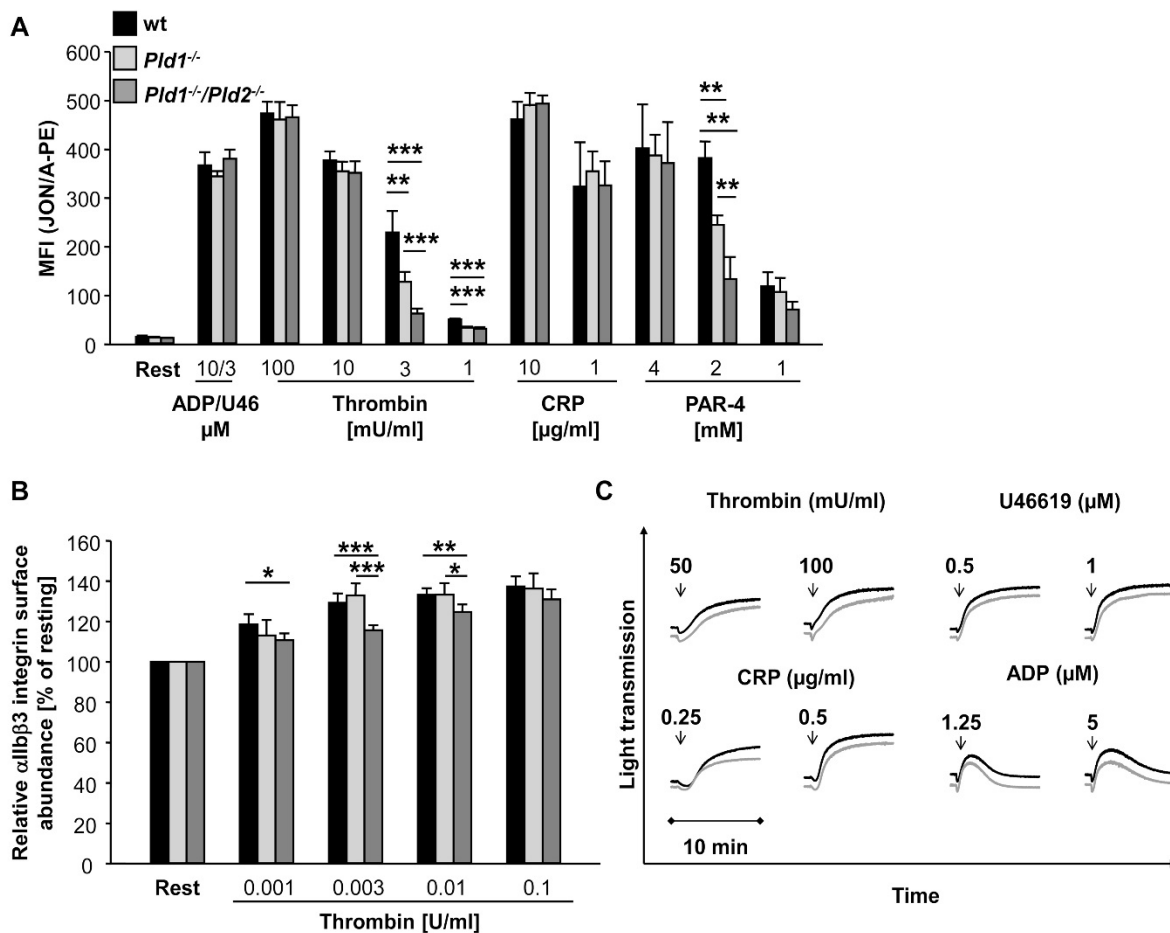 A
wt
Pld1-/-
Pld1-/-/Pld2-/-
MFI (JON/A-PE)
600
500
400
300
200
100
0
*** ** *** *** *** ** ** **
Rest 10/3 100 10 3 1 10 1 4 2 1
ADP/U46 Thrombin CRP PAR-4
µM [mU/ml] [µg/ml] [mM]
B
Relative αIIbβ3 integrin surface
abundance [% of resting]
160
140
120
100
80
60
40
20
0
* *** *** ** *
Rest 0.001 0.003 0.01 0.1
Thrombin [U/ml]
C
Light transmission
Thrombin (mU/ml) U46619 (µM)
50 100 0.5 1
CRP (µg/ml) ADP (µM)
0.25 0.5 1.25 5
10 min
Time